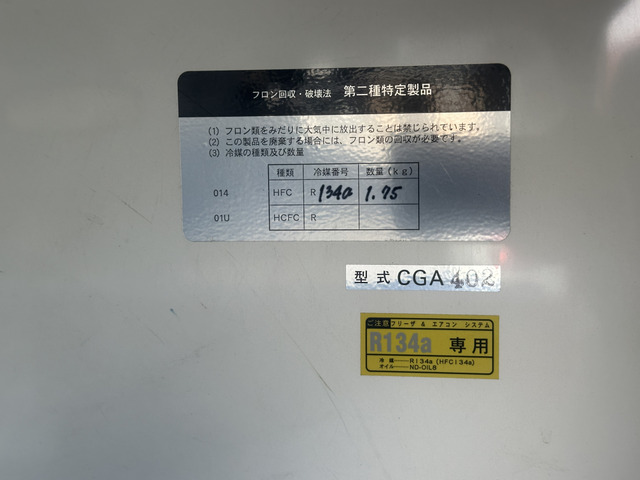 フロン回収・破壊法 第二種特定製品
(1) フロン類をみだりに大気中に放出することは禁じられています。
(2) この製品を廃棄する場合には、フロン類の回収が必要です。
(3) 冷媒の種類及び数量
種類 冷媒番号 数量(kg)
014 HFC R 134a 1.75
01U HCFC R
型式 CGA402
ご注意 フリーザ & エアコン システム
R134a 専用
冷媒──R134a (HFC134a)
オイル──ND-OIL8